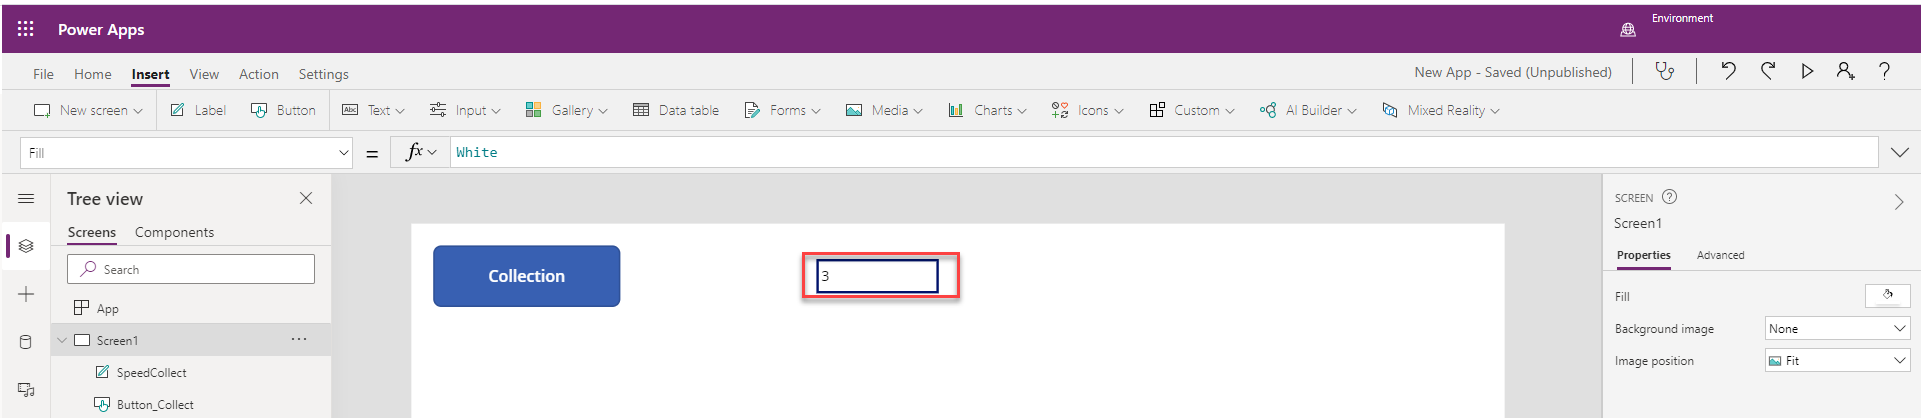 Power Apps
Environment
File Home Insert View Action Settings
New App - Saved (Unpublished)
New screen Label Button Abc Text Input Gallery Data table Forms Media Charts Icons Custom AI Builder Mixed Reality
Fill = fx White
Tree view
Screens Components
Search
App
Screen1 ...
SpeedCollect
Button_Collect
Collection
3
SCREEN ?
Screen1
Properties Advanced
Fill
Background image None
Image position Fit